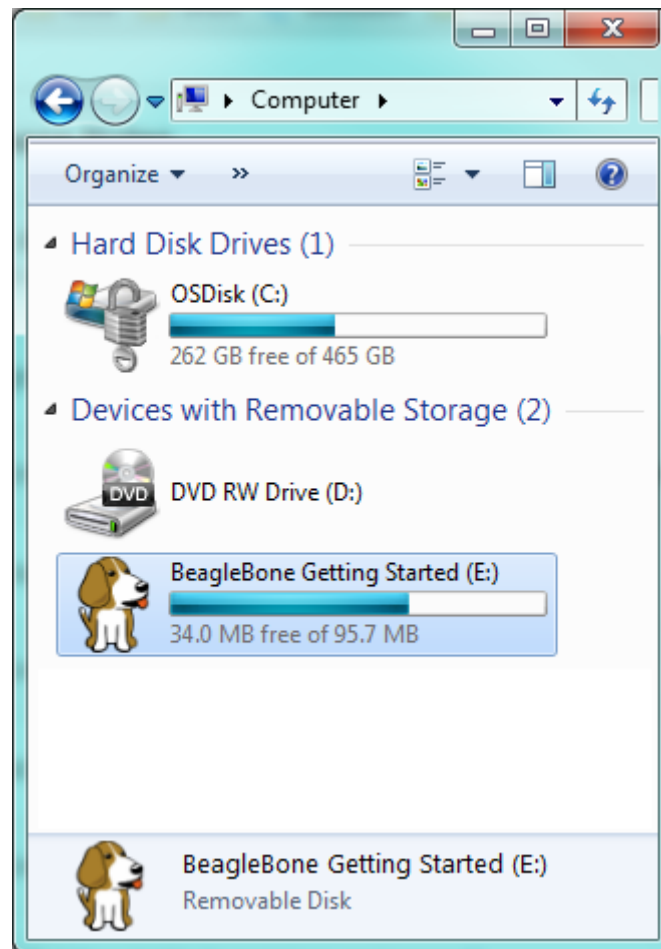 Computer
Organize »
Hard Disk Drives (1)
OSDisk (C:)
262 GB free of 465 GB
Devices with Removable Storage (2)
DVD
DVD RW Drive (D:)
BeagleBone Getting Started (E:)
34.0 MB free of 95.7 MB
BeagleBone Getting Started (E:)
Removable Disk